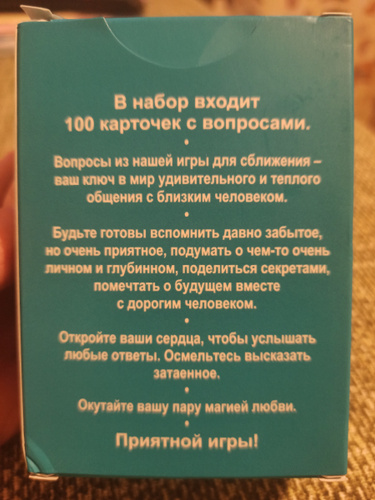 В набор входит
100 карточек с вопросами.
•
Вопросы из нашей игры для сближения –
ваш ключ в мир удивительного и теплого
общения с близким человеком.
•
Будьте готовы вспомнить давно забытое,
но очень приятное, подумать о чем-то очень
личном и глубинном, поделиться секретами,
помечтать о будущем вместе
с дорогим человеком.
•
Откройте ваши сердца, чтобы услышать
любые ответы. Осмельтесь высказать
затаенное.
•
Окутайте вашу пару магией любви.
•
Приятной игры!